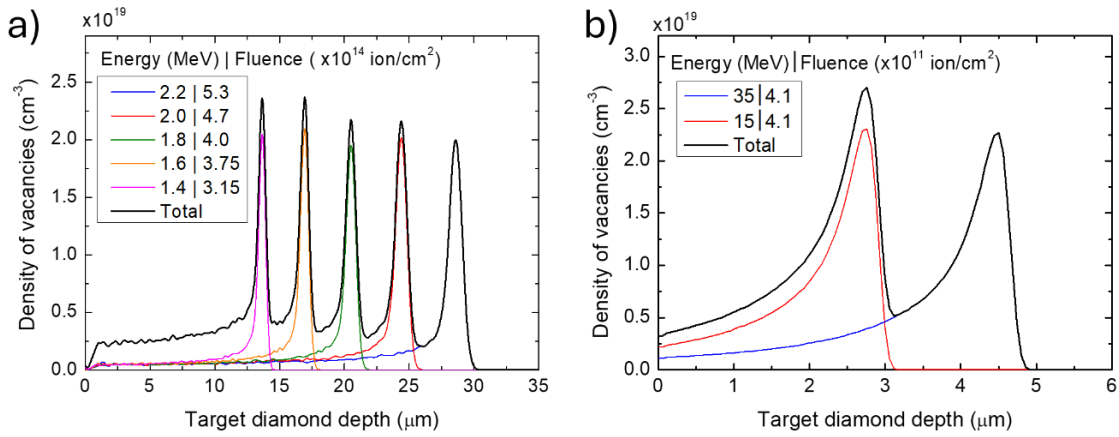 a)
x10^19
Energy (MeV) | Fluence ( x10^14 ion/cm^2)
2.2 | 5.3
2.0 | 4.7
1.8 | 4.0
1.6 | 3.75
1.4 | 3.15
Total
Density of vacancies (cm^-3)
2.5
2.0
1.5
1.0
0.5
0.0
0 5 10 15 20 25 30 35
Target diamond depth (μm)
b)
x10^19
Energy (MeV)|Fluence (x10^11 ion/cm^2)
35|4.1
15|4.1
Total
Density of vacancies (cm^-3)
3.0
2.5
2.0
1.5
1.0
0.5
0.0
0 1 2 3 4 5 6
Target diamond depth (μm)